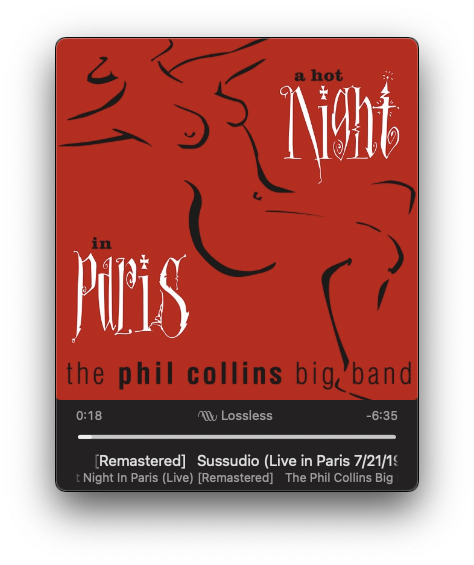 a hot
Night
in
Paris
the phil collins big band
0:18
Lossless
-6:35
[Remastered] Sussudio (Live in Paris 7/21/19
t Night In Paris (Live) [Remastered] The Phil Collins Big